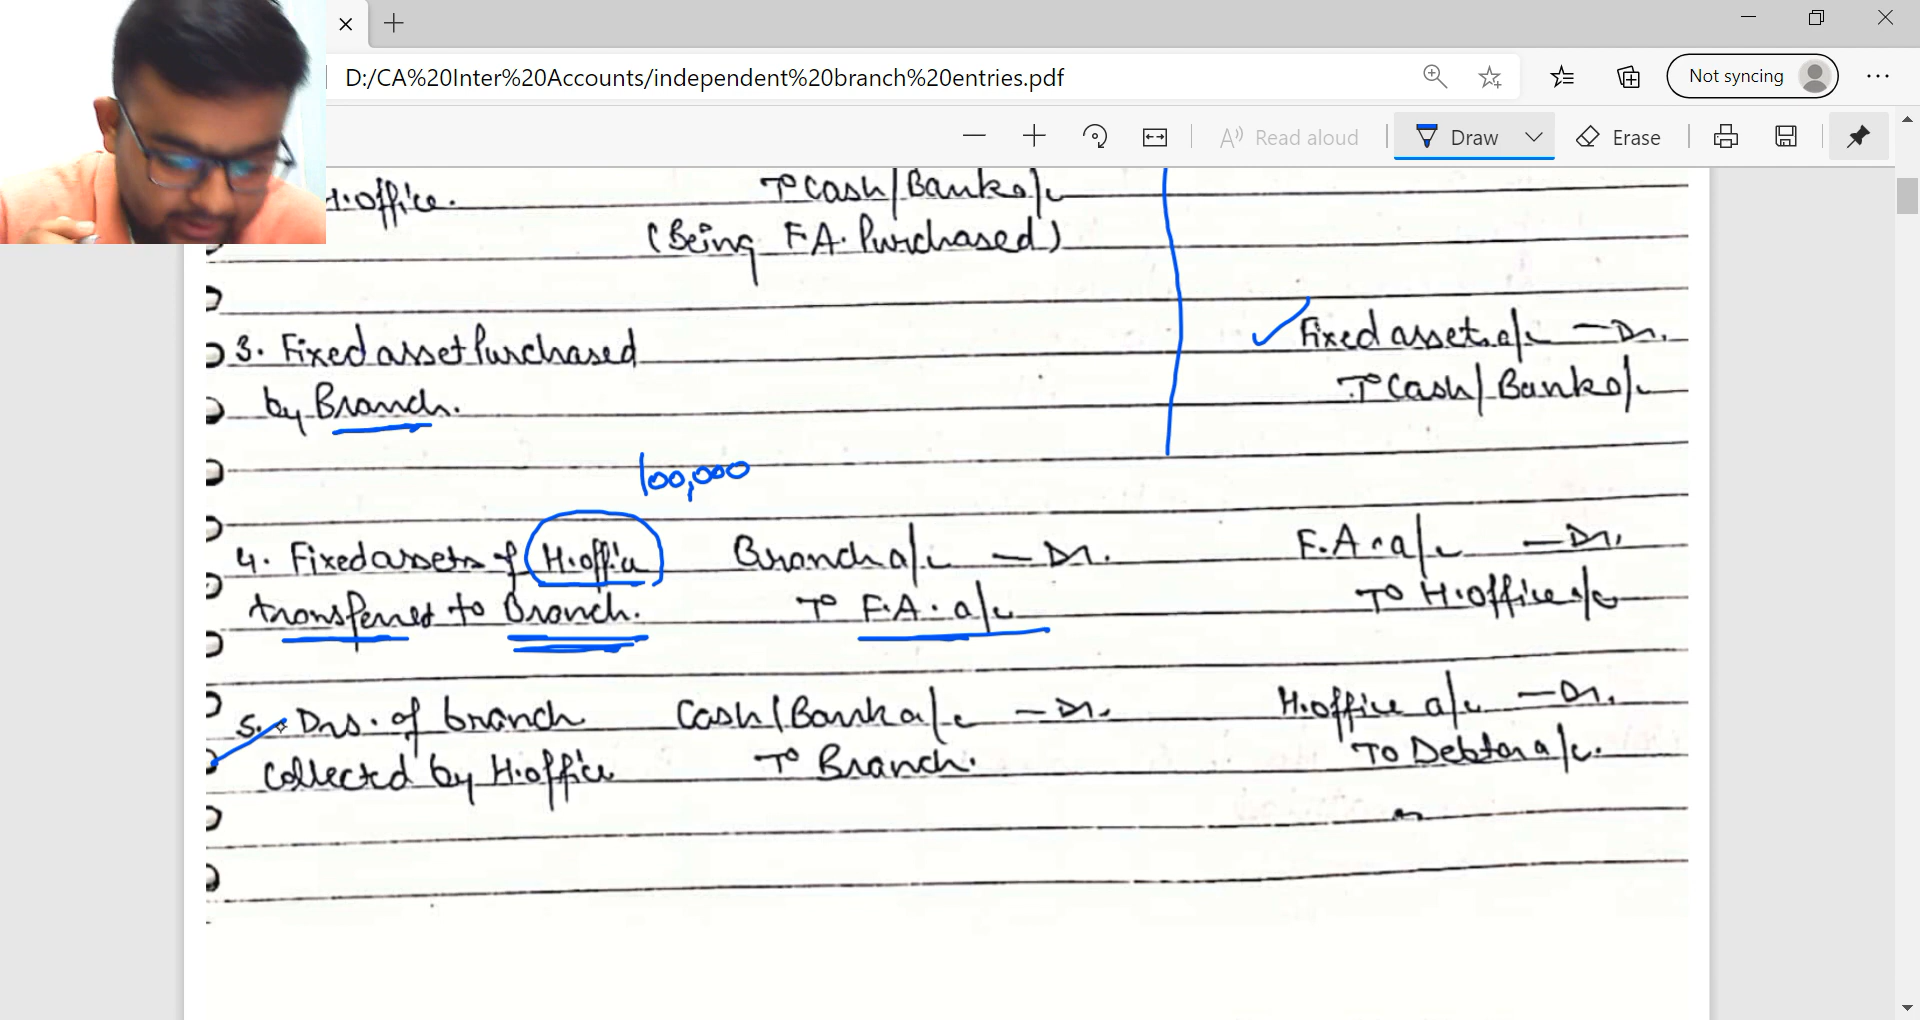 D:/CA%20Inter%20Accounts/independent%20branch%20entries.pdf
Not syncing
Read aloud
Draw
Erase
H.office. To Cash/Bank a/c
(Being F.A. Purchased)
3. Fixed asset Purchased Fixed asset a/c — Dr.
by Branch. To Cash/Bank a/c
100,000
4. Fixed assets of H.office Branch a/c — Dr. F.A. a/c — Dr.
transferred to Branch. To F.A. a/c To H.office a/c
5. Drs. of branch Cash/Bank a/c — Dr. H.office a/c — Dr.
Collected by H.office To Branch. To Debtor a/c.